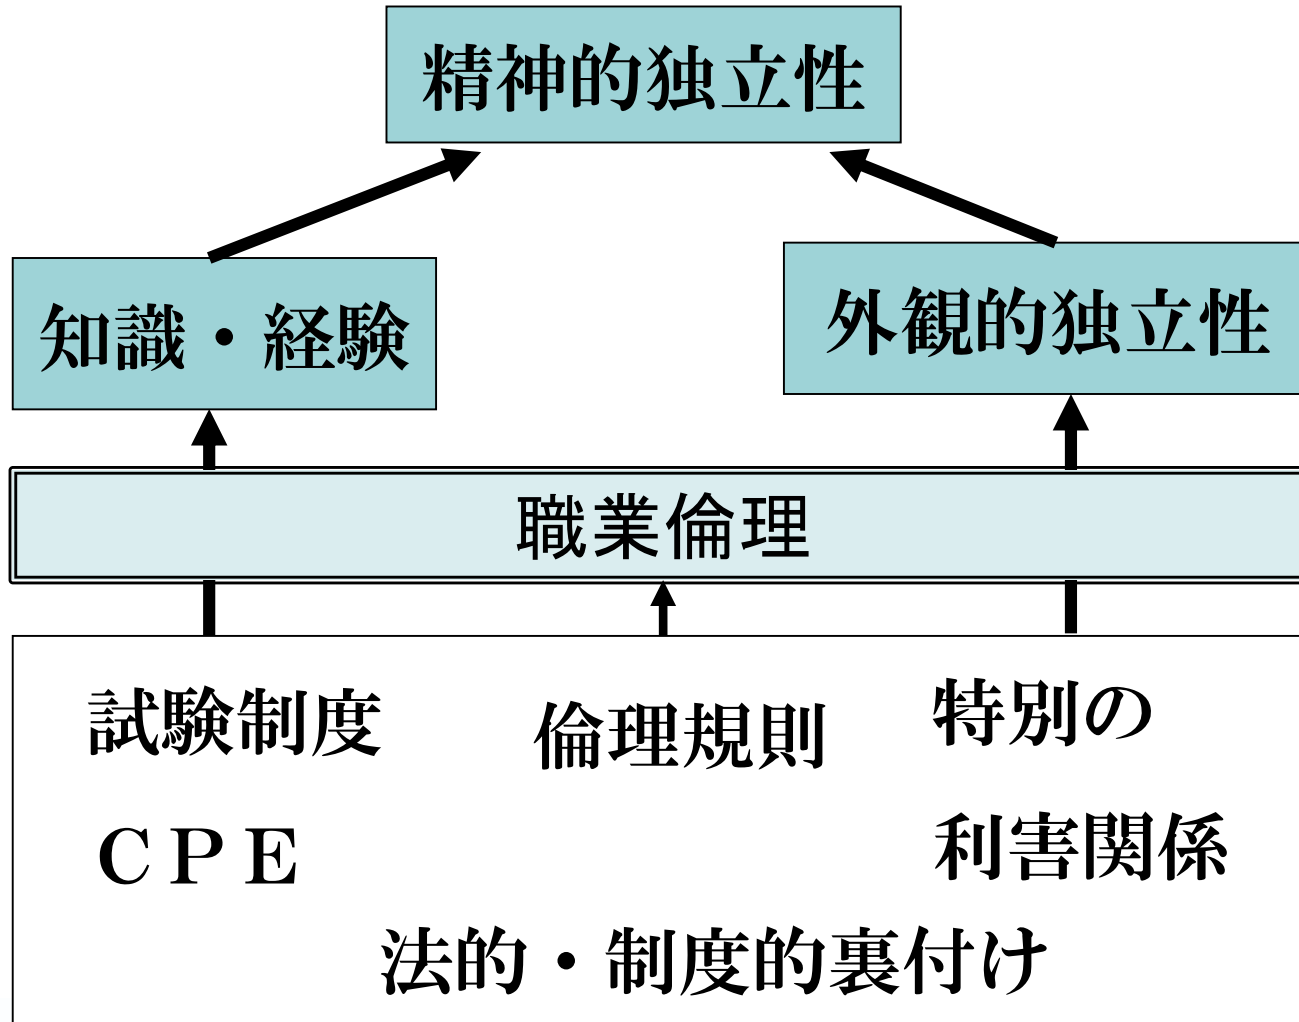 精神的独立性
知識・経験
外観的独立性
職業倫理
試験制度
ＣＰＥ
倫理規則
特別の
利害関係
法的・制度的裏付け